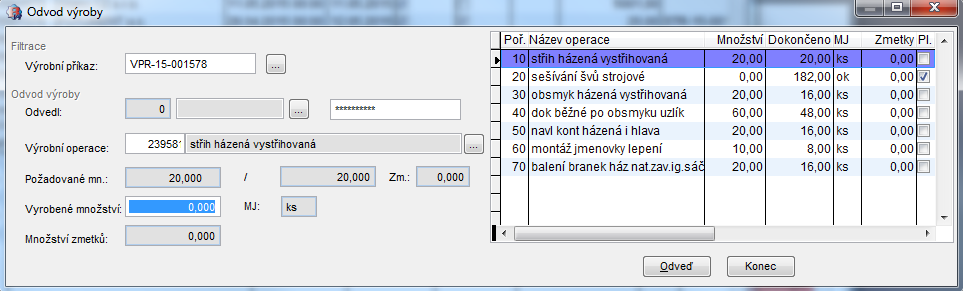 Odvod výroby
Filtrace
Výrobní příkaz: VPR-15-001578 ...
Odvod výroby
Odvedl: 0 ... **********
Výrobní operace: 23958 střih házená vystřihovaná ...
Požadované mn.: 20,000 / 20,000 Zm.: 0,000
Vyrobené množství: 0,000 MJ: ks
Množství zmetků: 0,000
Poř. Název operace Množství Dokončeno MJ Zmetky Pl.
10 střih házená vystřihovaná 20,00 20,00 ks 0,00
20 sešívání švů strojové 0,00 182,00 ok 0,00
30 obsmyk házená vystřihovaná 20,00 16,00 ks 0,00
40 dok běžné po obsmyku uzlík 60,00 48,00 ks 0,00
50 navl kont házená i hlava 20,00 16,00 ks 0,00
60 montáž jmenovky lepení 10,00 8,00 ks 0,00
70 balení branek ház nat.zav.ig.sáč 20,00 16,00 ks 0,00
Odveď Konec